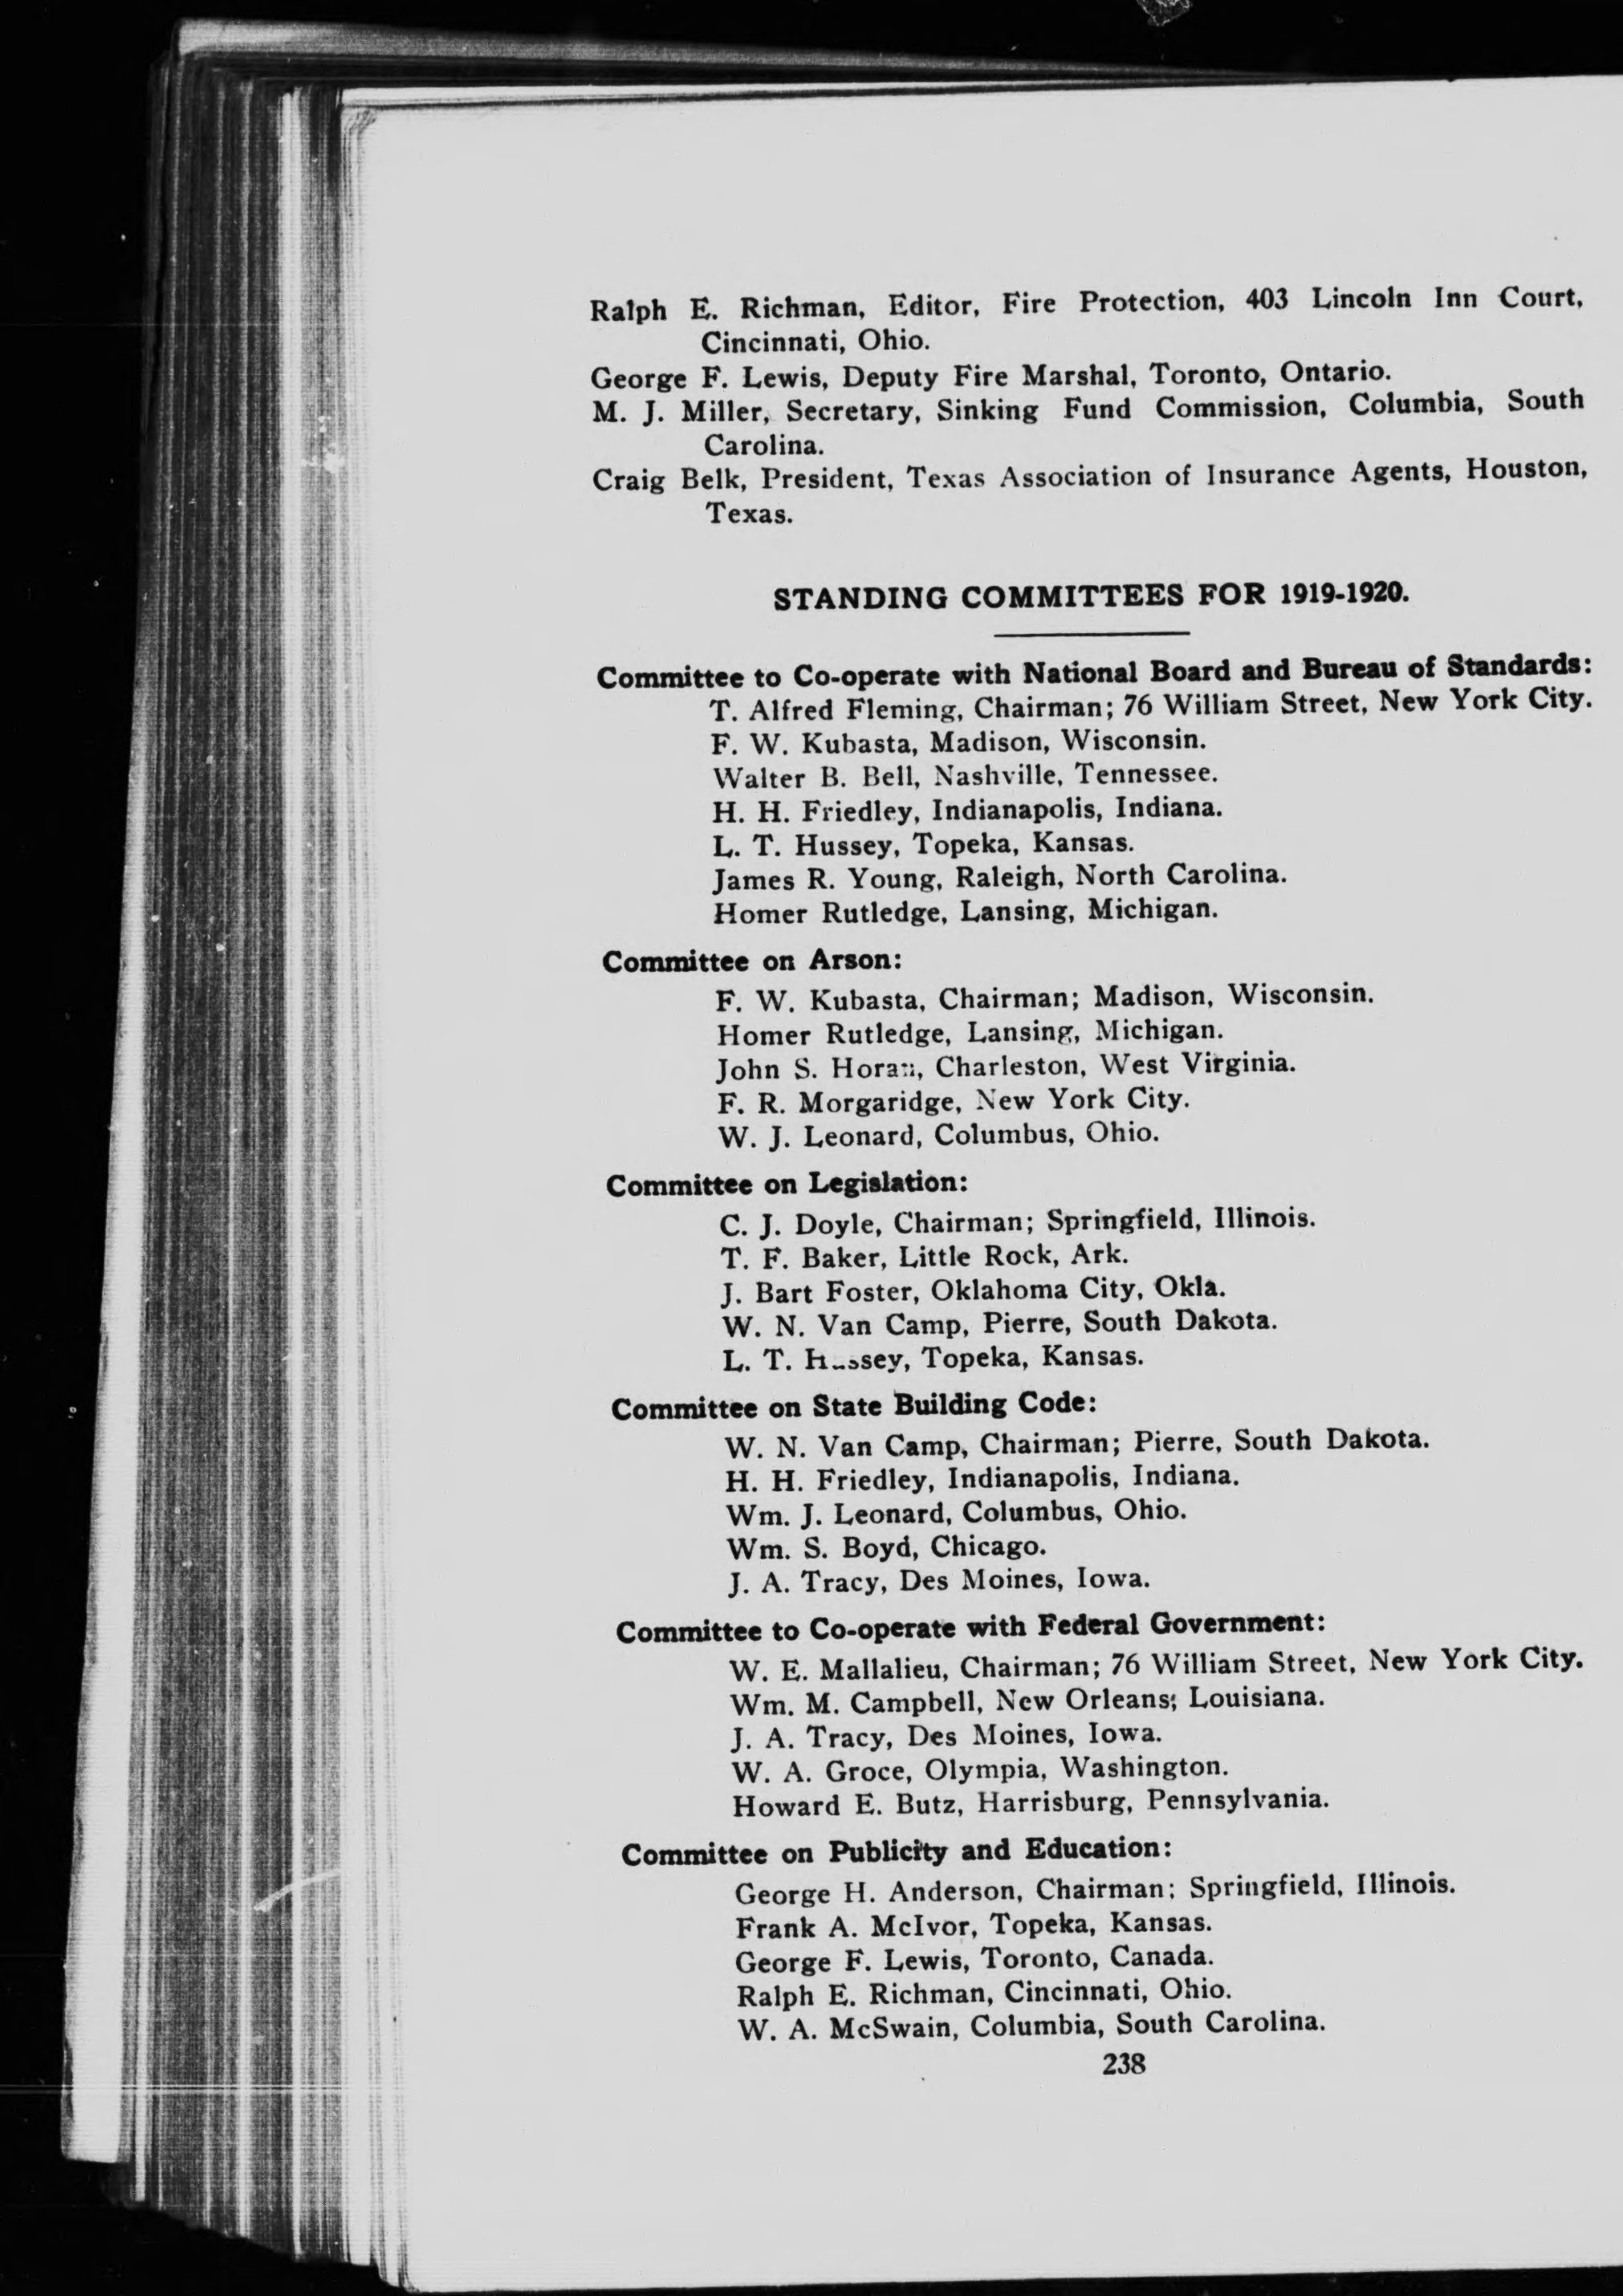 Ralph E. Richman, Editor, Fire Protection, 403 Lincoln Inn Court,
Cincinnati, Ohio.
George F. Lewis, Deputy Fire Marshal, Toronto, Ontario.
M. J. Miller, Secretary, Sinking Fund Commission, Columbia, South
Carolina.
Craig Belk, President, Texas Association of Insurance Agents, Houston,
Texas.
STANDING COMMITTEES FOR 1919-1920.
Committee to Co-operate with National Board and Bureau of Standards:
T. Alfred Fleming, Chairman; 76 William Street, New York City.
F. W. Kubasta, Madison, Wisconsin.
Walter B. Bell, Nashville, Tennessee.
H. H. Friedley, Indianapolis, Indiana.
L. T. Hussey, Topeka, Kansas.
James R. Young, Raleigh, North Carolina.
Homer Rutledge, Lansing, Michigan.
Committee on Arson:
F. W. Kubasta, Chairman; Madison, Wisconsin.
Homer Rutledge, Lansing, Michigan.
John S. Horan, Charleston, West Virginia.
F. R. Morgaridge, New York City.
W. J. Leonard, Columbus, Ohio.
Committee on Legislation:
C. J. Doyle, Chairman; Springfield, Illinois.
T. F. Baker, Little Rock, Ark.
J. Bart Foster, Oklahoma City, Okla.
W. N. Van Camp, Pierre, South Dakota.
L. T. Hussey, Topeka, Kansas.
Committee on State Building Code:
W. N. Van Camp, Chairman; Pierre, South Dakota.
H. H. Friedley, Indianapolis, Indiana.
Wm. J. Leonard, Columbus, Ohio.
Wm. S. Boyd, Chicago.
J. A. Tracy, Des Moines, Iowa.
Committee to Co-operate with Federal Government:
W. E. Mallalieu, Chairman; 76 William Street, New York City.
Wm. M. Campbell, New Orleans; Louisiana.
J. A. Tracy, Des Moines, Iowa.
W. A. Groce, Olympia, Washington.
Howard E. Butz, Harrisburg, Pennsylvania.
Committee on Publicity and Education:
George H. Anderson, Chairman; Springfield, Illinois.
Frank A. McIvor, Topeka, Kansas.
George F. Lewis, Toronto, Canada.
Ralph E. Richman, Cincinnati, Ohio.
W. A. McSwain, Columbia, South Carolina.
238